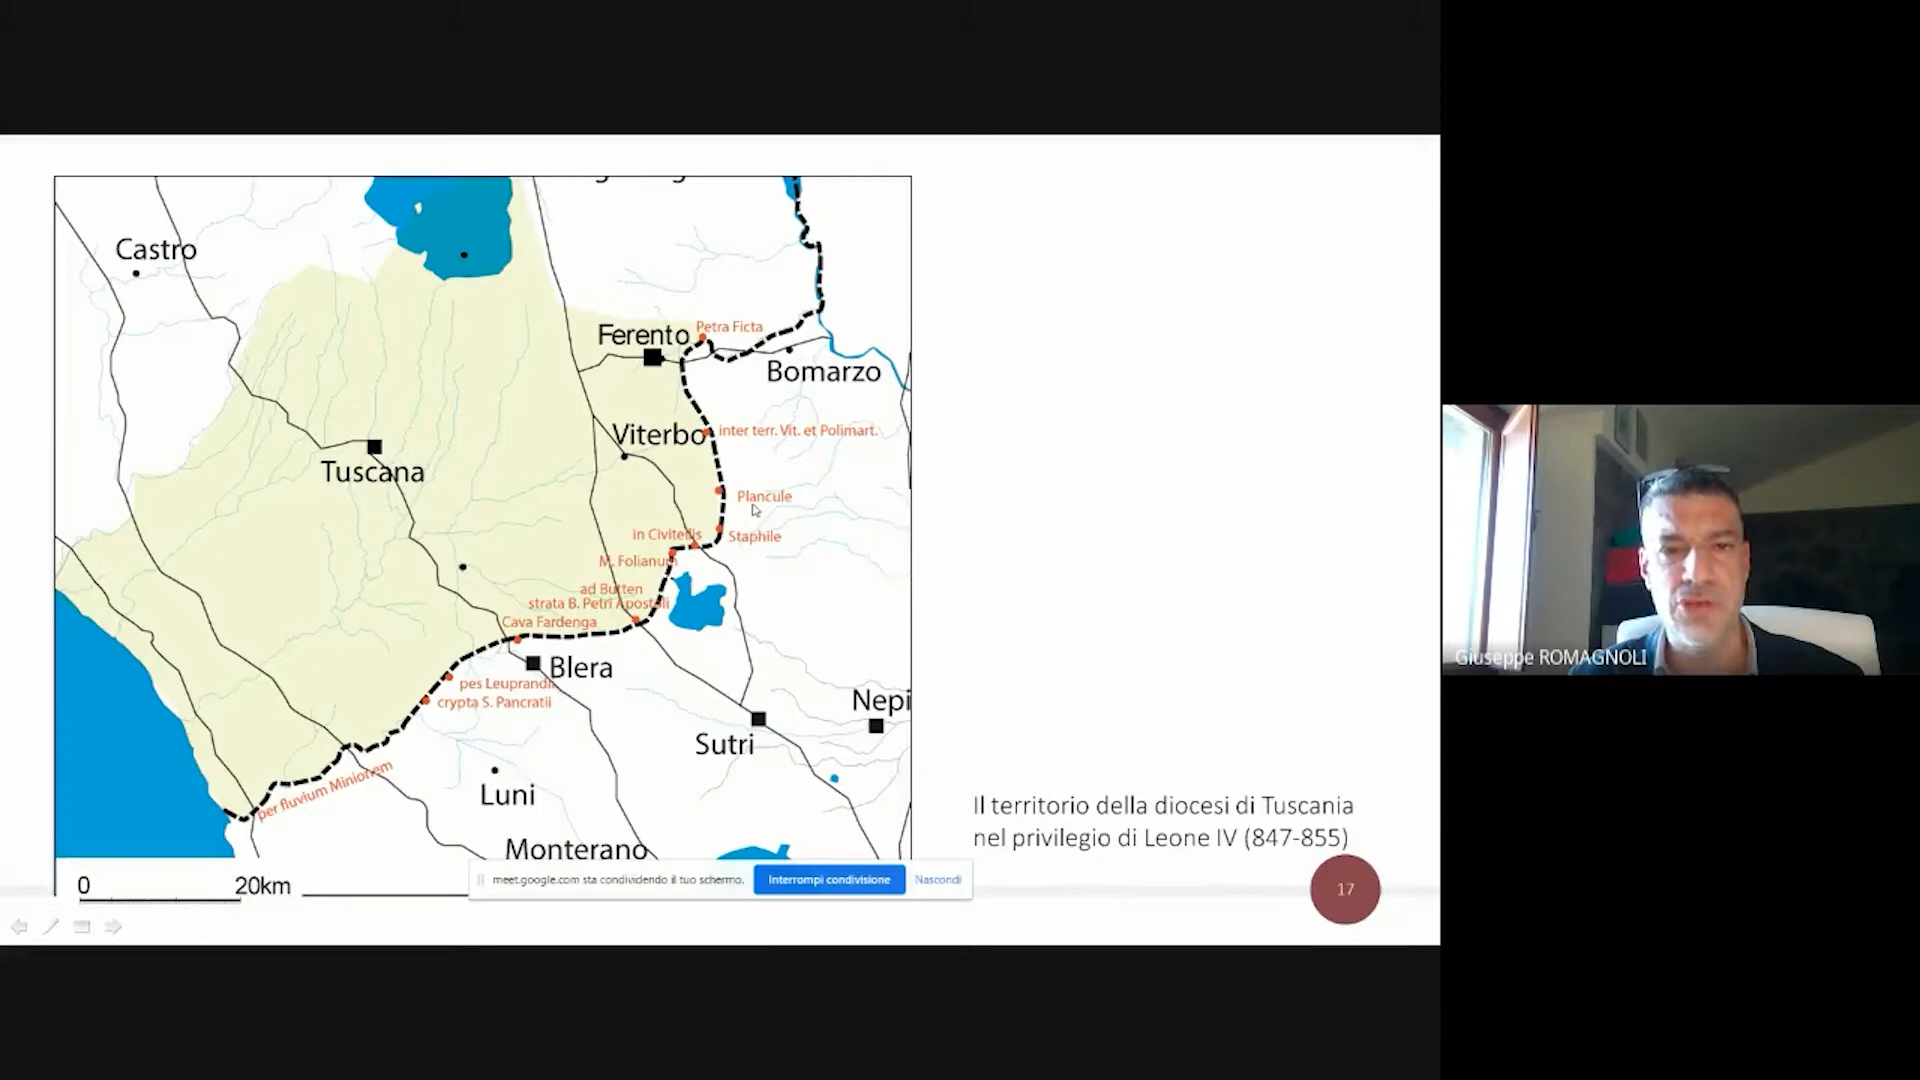 Castro
Ferento
Petra Ficta
Bomarzo
Viterbo
inter terr. Vit. et Polimart.
Tuscana
Plancule
in Civitellis
Staphile
M. Folianum
ad Butten
strata B. Petri Apostoli
Cava Fardenga
Blera
pes Leuprandi
crypta S. Pancratii
Nepi
Sutri
per fluvium Minionem
Luni
Monterano
0 20km
Il territorio della diocesi di Tuscania
nel privilegio di Leone IV (847-855)
17
meet.google.com sta condividendo il tuo schermo.
Interrompi condivisione
Nascondi
Giuseppe ROMAGNOLI